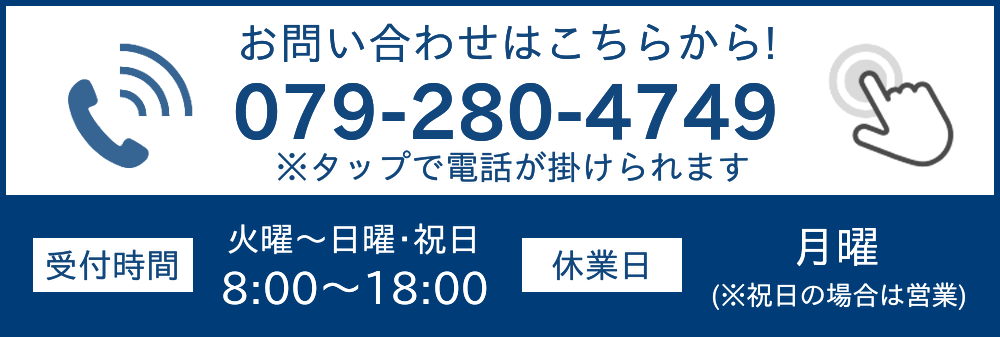 お問い合わせはこちらから!
079-280-4749
※タップで電話が掛けられます
受付時間
火曜～日曜・祝日
8:00～18:00
休業日
月曜
(※祝日の場合は営業)